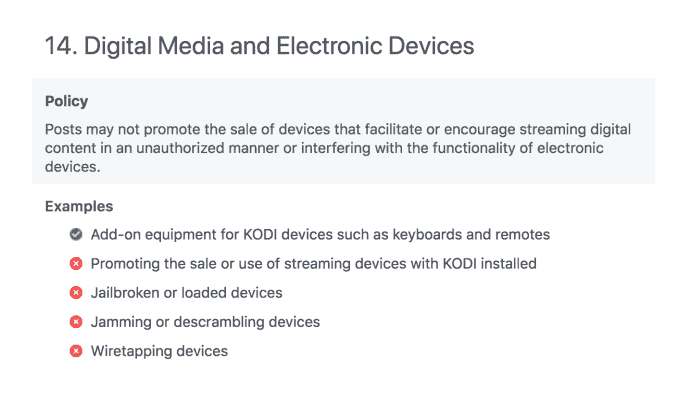 14. Digital Media and Electronic Devices
Policy
Posts may not promote the sale of devices that facilitate or encourage streaming digital
content in an unauthorized manner or interfering with the functionality of electronic
devices.
Examples
Add-on equipment for KODI devices such as keyboards and remotes
Promoting the sale or use of streaming devices with KODI installed
Jailbroken or loaded devices
Jamming or descrambling devices
Wiretapping devices